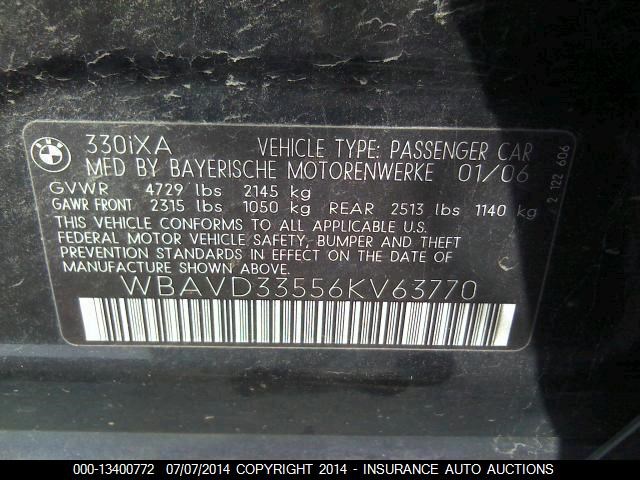 BMW
330iXA VEHICLE TYPE: PASSENGER CAR
MFD BY BAYERISCHE MOTORENWERKE 01/06
GVWR 4729 lbs 2145 kg
GAWR FRONT 2315 lbs 1050 kg REAR 2513 lbs 1140 kg
THIS VEHICLE CONFORMS TO ALL APPLICABLE U.S.
FEDERAL MOTOR VEHICLE SAFETY, BUMPER AND THEFT
PREVENTION STANDARDS IN EFFECT ON THE DATE OF
MANUFACTURE SHOWN ABOVE.
WBAVD33556KV63770
2 122 606
000-13400772 07/07/2014 COPYRIGHT 2014 - INSURANCE AUTO AUCTIONS